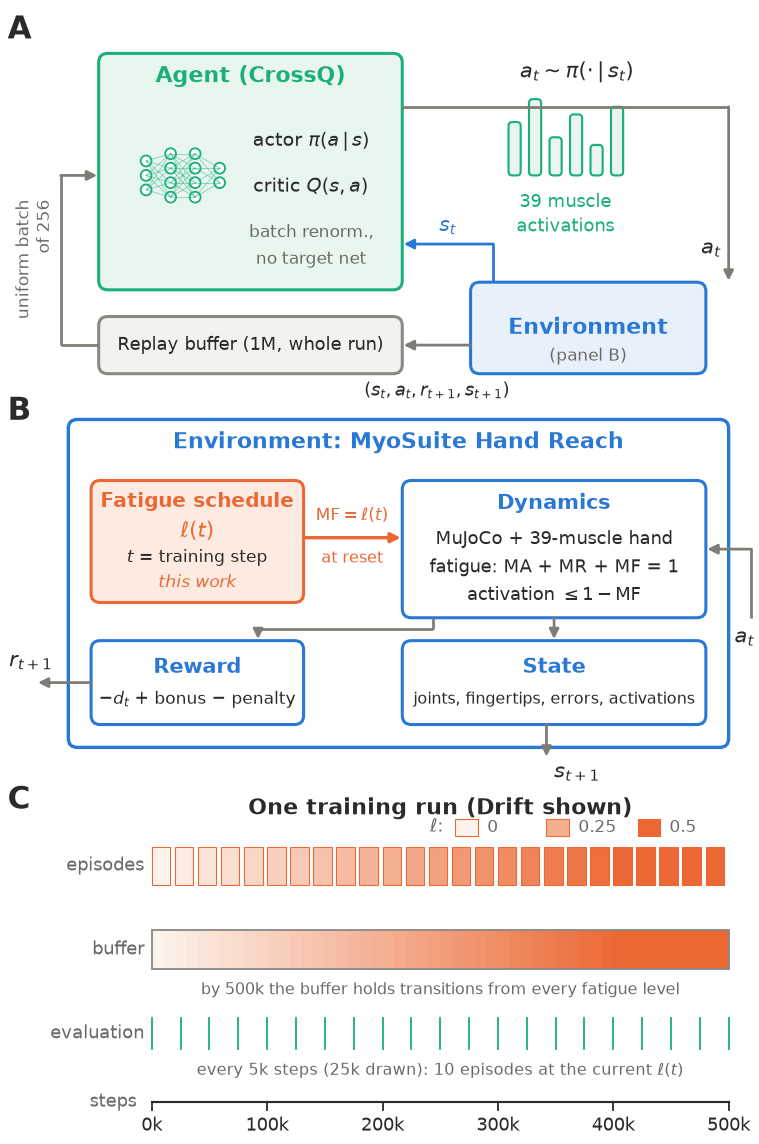 A
Agent (CrossQ)
actor π(a | s)
critic Q(s, a)
batch renorm.,
no target net
a_t ~ π(· | s_t)
39 muscle
activations
s_t
a_t
uniform batch
of 256
Replay buffer (1M, whole run)
Environment
(panel B)
(s_t, a_t, r_{t+1}, s_{t+1})
B
Environment: MyoSuite Hand Reach
Fatigue schedule
ℓ(t)
t = training step
this work
MF = ℓ(t)
at reset
Dynamics
MuJoCo + 39-muscle hand
fatigue: MA + MR + MF = 1
activation ≤ 1 − MF
a_t
r_{t+1}
Reward
−d_t + bonus − penalty
State
joints, fingertips, errors, activations
s_{t+1}
C
One training run (Drift shown)
ℓ: 0 0.25 0.5
episodes
buffer
by 500k the buffer holds transitions from every fatigue level
evaluation
every 5k steps (25k drawn): 10 episodes at the current ℓ(t)
steps
0k 100k 200k 300k 400k 500k